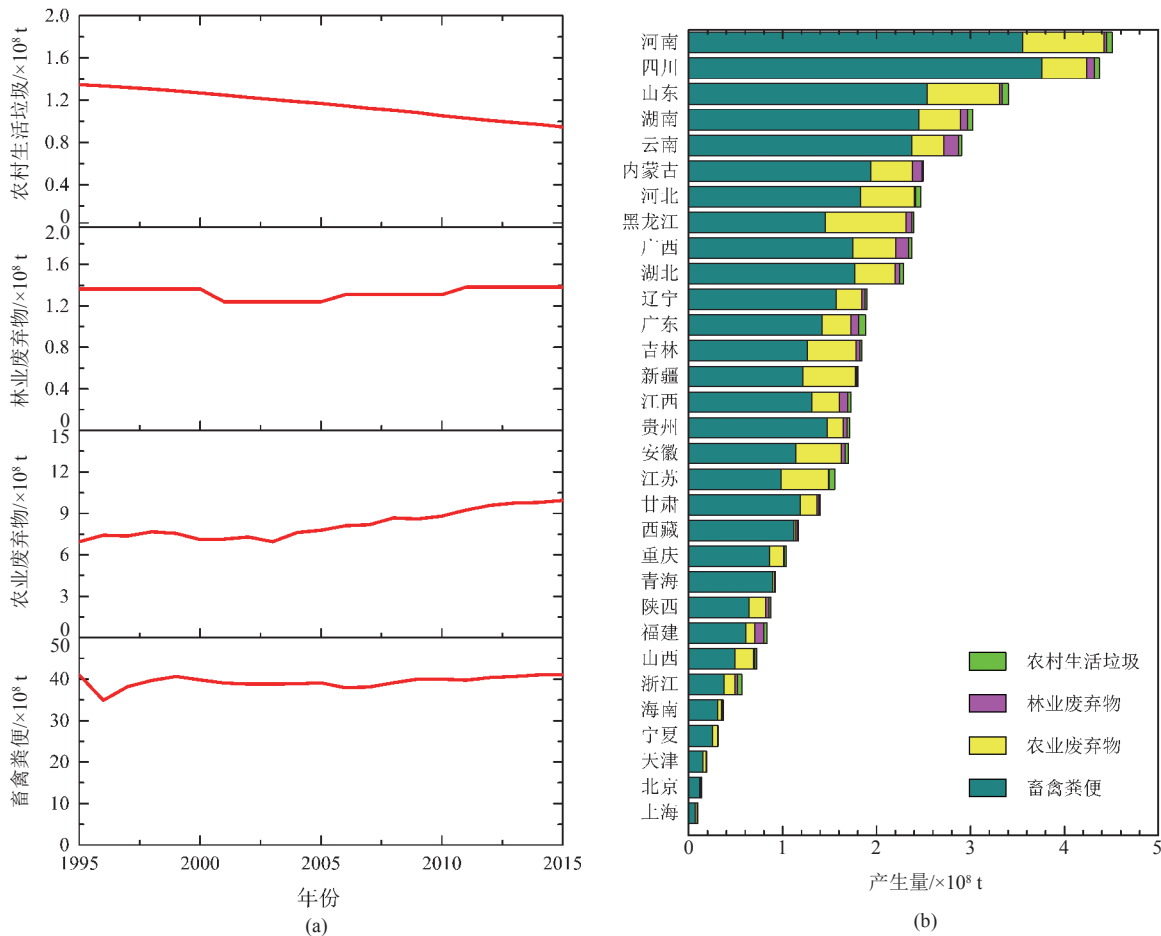 农村生活垃圾/×10⁸ t
2.0
1.6
1.2
0.8
0.4
0
林业废弃物/×10⁸ t
2.0
1.6
1.2
0.8
0.4
0
农业废弃物/×10⁸ t
15
12
9
6
3
0
畜禽粪便/×10⁸ t
50
40
30
20
10
0
1995
2000
2005
2010
2015
年份
(a)
河南
四川
山东
湖南
云南
内蒙古
河北
黑龙江
广西
湖北
辽宁
广东
吉林
新疆
江西
贵州
安徽
江苏
甘肃
西藏
重庆
青海
陕西
福建
山西
浙江
海南
宁夏
天津
北京
上海
农村生活垃圾
林业废弃物
农业废弃物
畜禽粪便
0
1
2
3
4
5
产生量/×10⁸ t
(b)